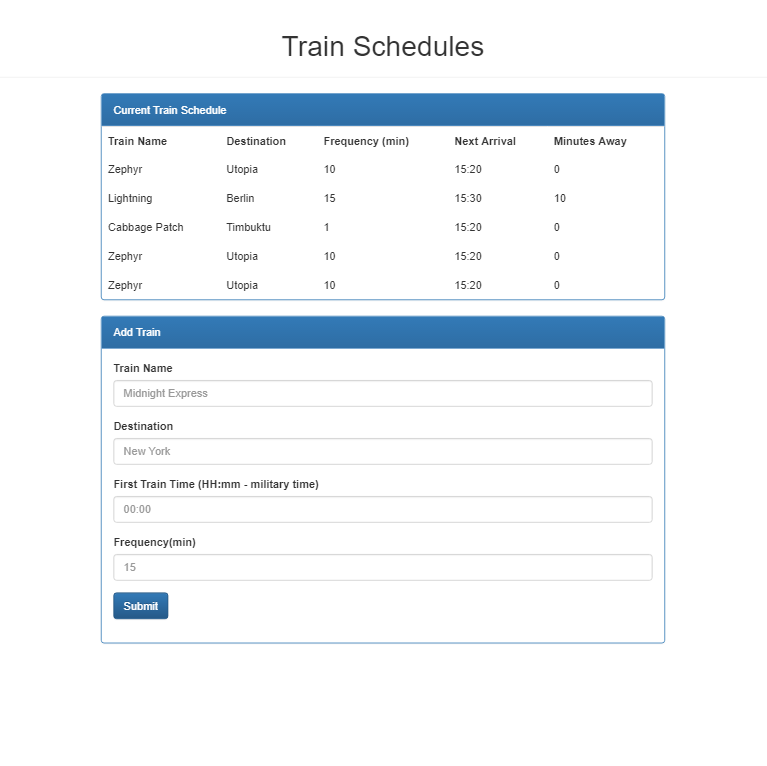 Train Schedules
Current Train Schedule
Train Name Destination Frequency (min) Next Arrival Minutes Away
Zephyr Utopia 10 15:20 0
Lightning Berlin 15 15:30 10
Cabbage Patch Timbuktu 1 15:20 0
Zephyr Utopia 10 15:20 0
Zephyr Utopia 10 15:20 0
Add Train
Train Name
Midnight Express
Destination
New York
First Train Time (HH:mm - military time)
00:00
Frequency(min)
15
Submit